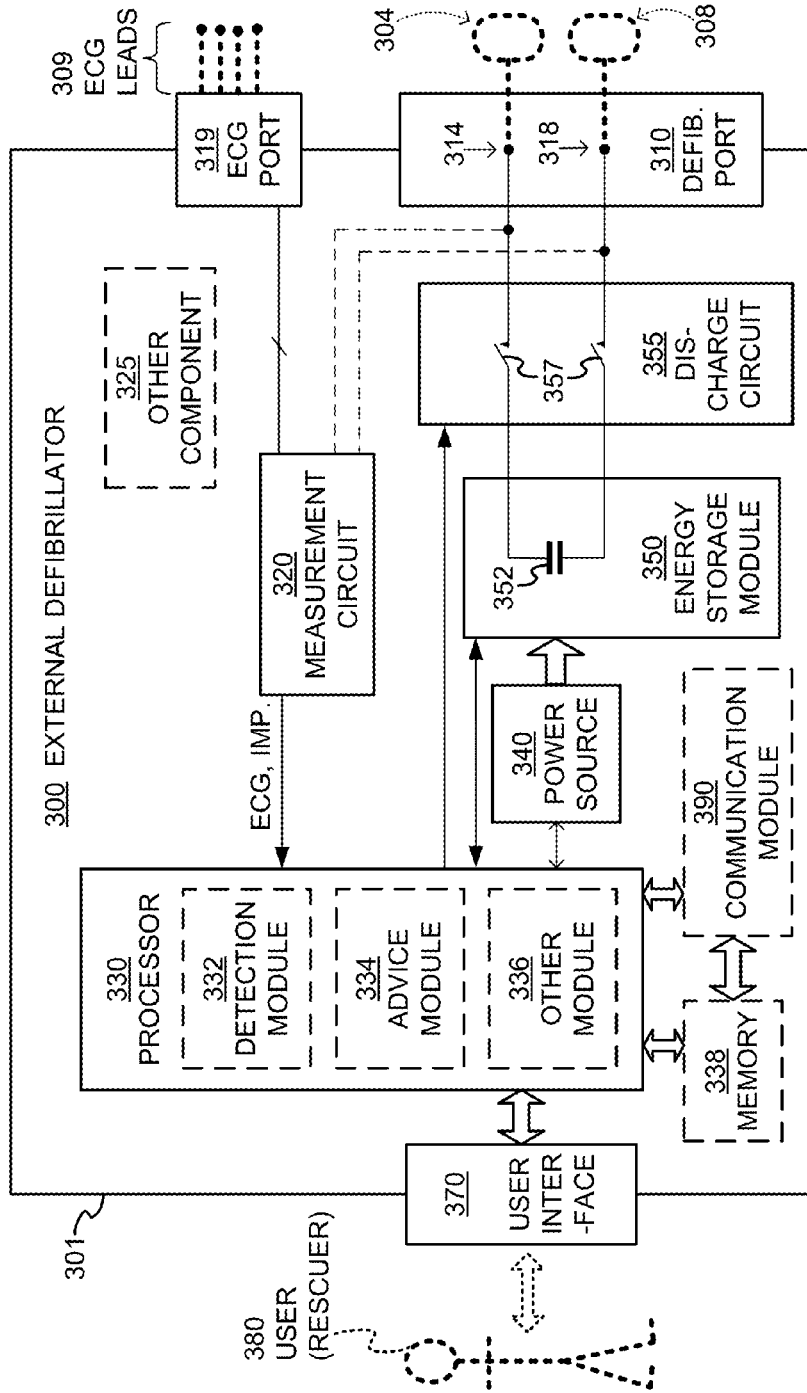 300 EXTERNAL DEFIBRILLATOR
301
380
USER
(RESCUER)
370
USER
INTER
-FACE
330
PROCESSOR
332
DETECTION
MODULE
334
ADVICE
MODULE
336
OTHER
MODULE
338
MEMORY
390
COMMUNICATION
MODULE
ECG, IMP.
320
MEASUREMENT
CIRCUIT
325
OTHER
COMPONENT
340
POWER
SOURCE
352
350
ENERGY
STORAGE
MODULE
357
355
DIS-
CHARGE
CIRCUIT
319
ECG
PORT
309
ECG
LEADS
314
318
310
DEFIB.
PORT
304
308